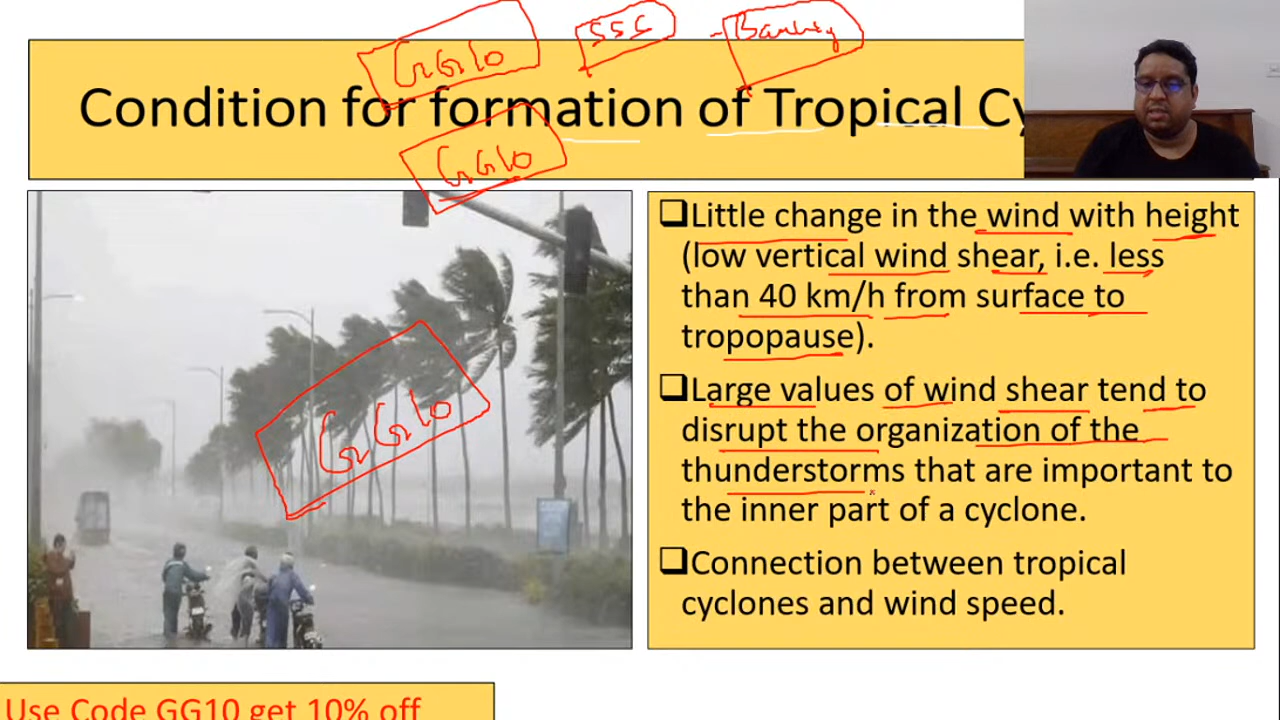 GG10
SSC
Banking
Condition for formation of Tropical Cy
GG10
❑Little change in the wind with height
(low vertical wind shear, i.e. less
than 40 km/h from surface to
tropopause).
❑Large values of wind shear tend to
disrupt the organization of the
thunderstorms that are important to
the inner part of a cyclone.
❑Connection between tropical
cyclones and wind speed.
GG10
Use Code GG10 get 10% off